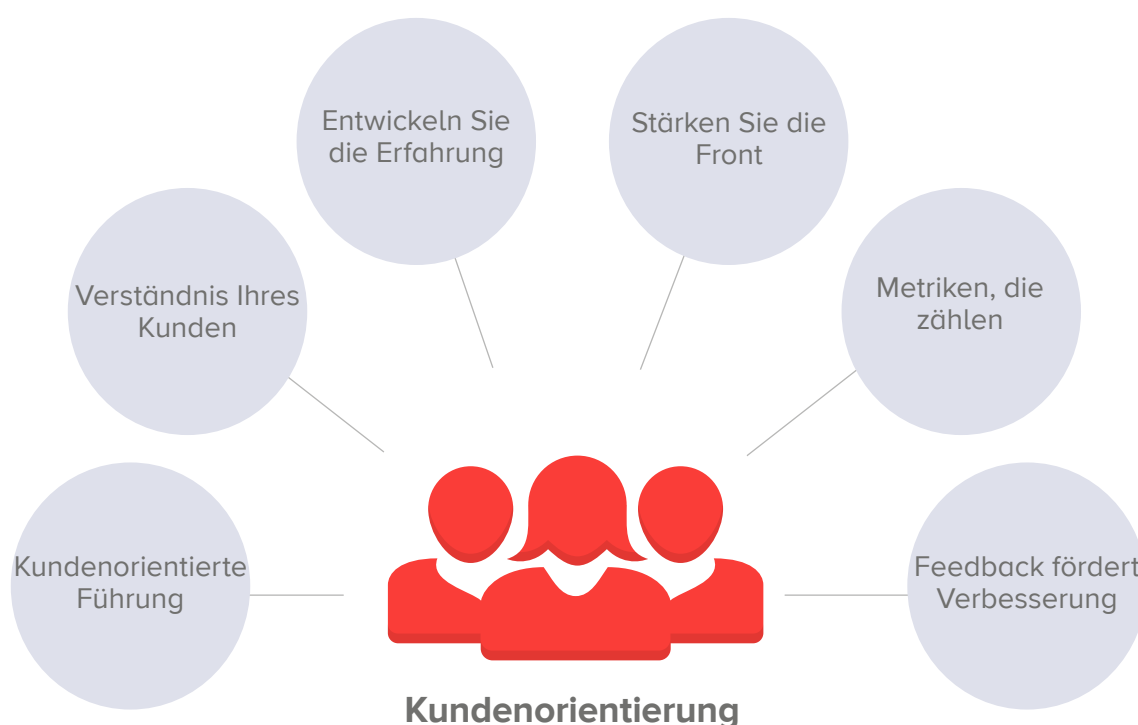 Entwickeln Sie
die Erfahrung
Stärken Sie die
Front
Verständnis Ihres
Kunden
Metriken, die
zählen
Kundenorientierte
Führung
Feedback fördert
Verbesserung
Kundenorientierung